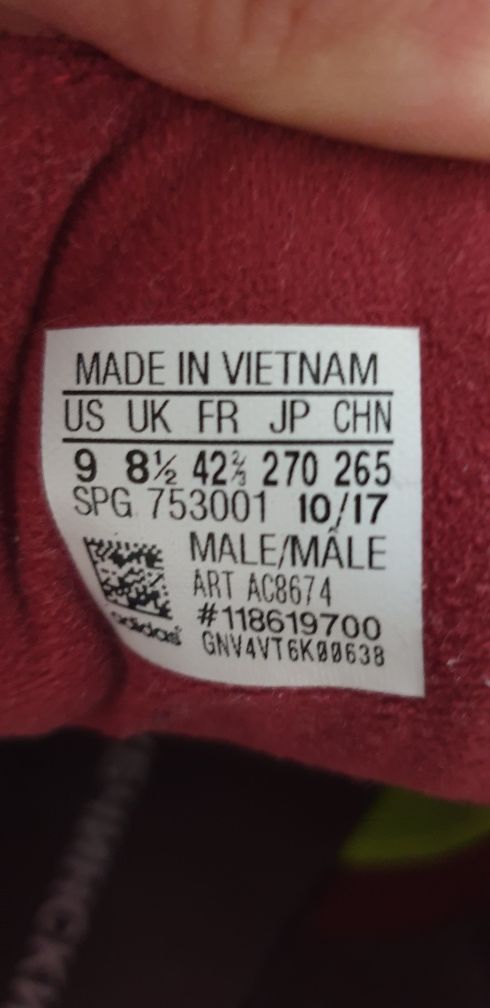 MADE IN VIETNAM
US UK FR JP CHN
9 8½ 42⅔ 270 265
SPG 753001 10/17
MALE/MÂLE
ART AC8674
#118619700
adidas
GNV4VT6K00638